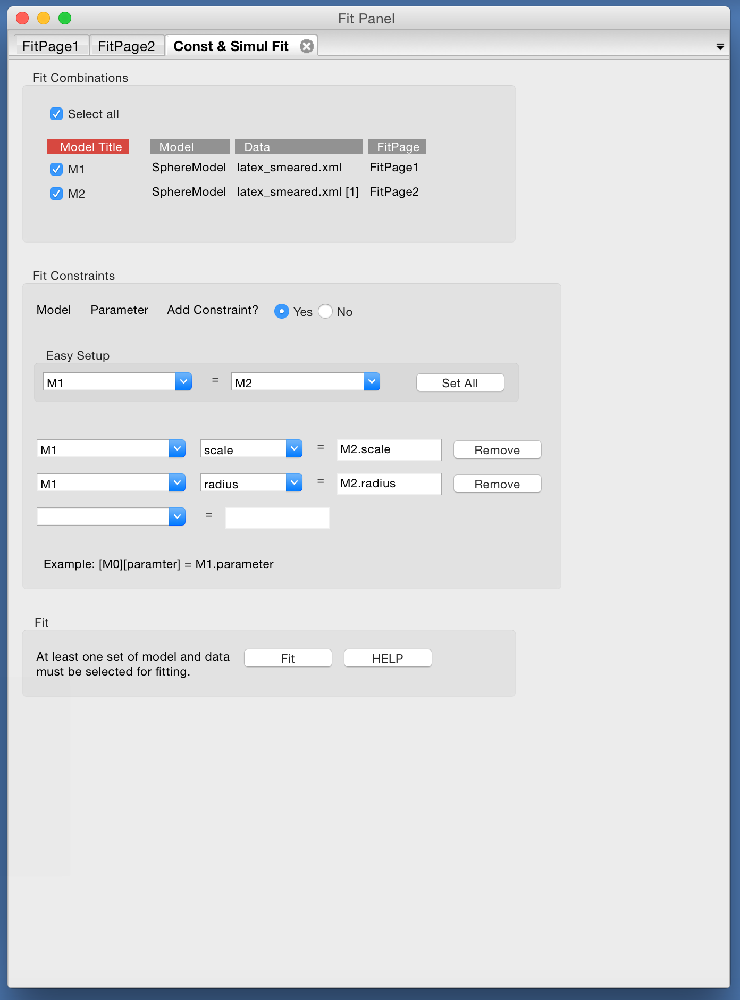 Fit Panel
FitPage1 FitPage2 Const & Simul Fit
Fit Combinations
Select all
Model Title Model Data FitPage
M1 SphereModel latex_smeared.xml FitPage1
M2 SphereModel latex_smeared.xml [1] FitPage2
Fit Constraints
Model Parameter Add Constraint? Yes No
Easy Setup
M1 = M2 Set All
M1 scale = M2.scale Remove
M1 radius = M2.radius Remove
=
Example: [M0][paramter] = M1.parameter
Fit
At least one set of model and data
must be selected for fitting.
Fit HELP